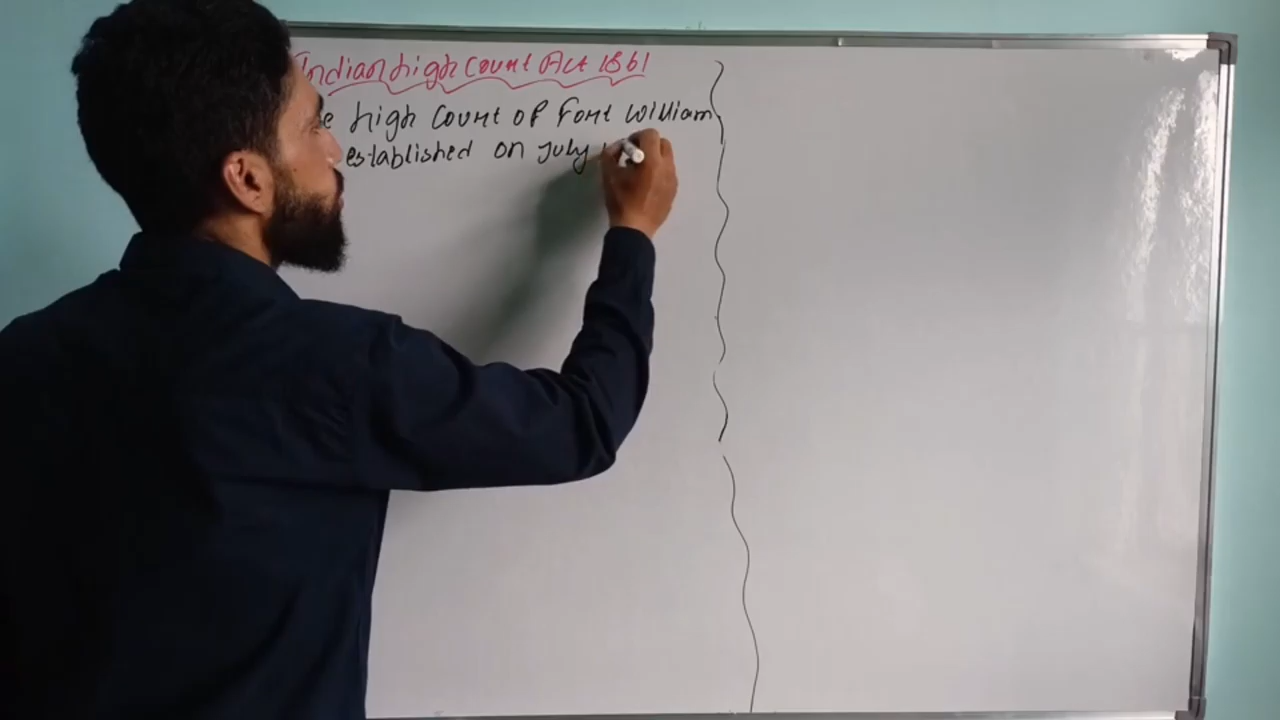 Indian high Court Act 1861
high Court of Fort William
established on July